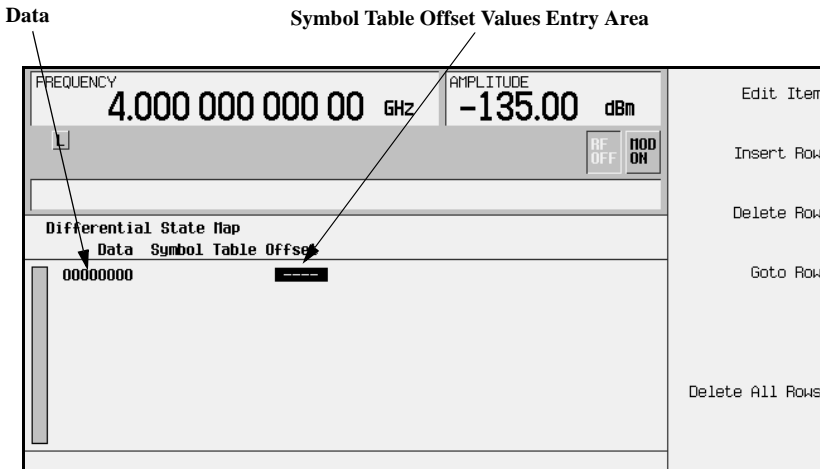 Data
Symbol Table Offset Values Entry Area
FREQUENCY
4.000 000 000 00 GHz
AMPLITUDE
-135.00 dBm
L
RF OFF
MOD ON
Differential State Map
Data Symbol Table Offset
00000000 ----
Edit Item
Insert Row
Delete Row
Goto Row
Delete All Rows